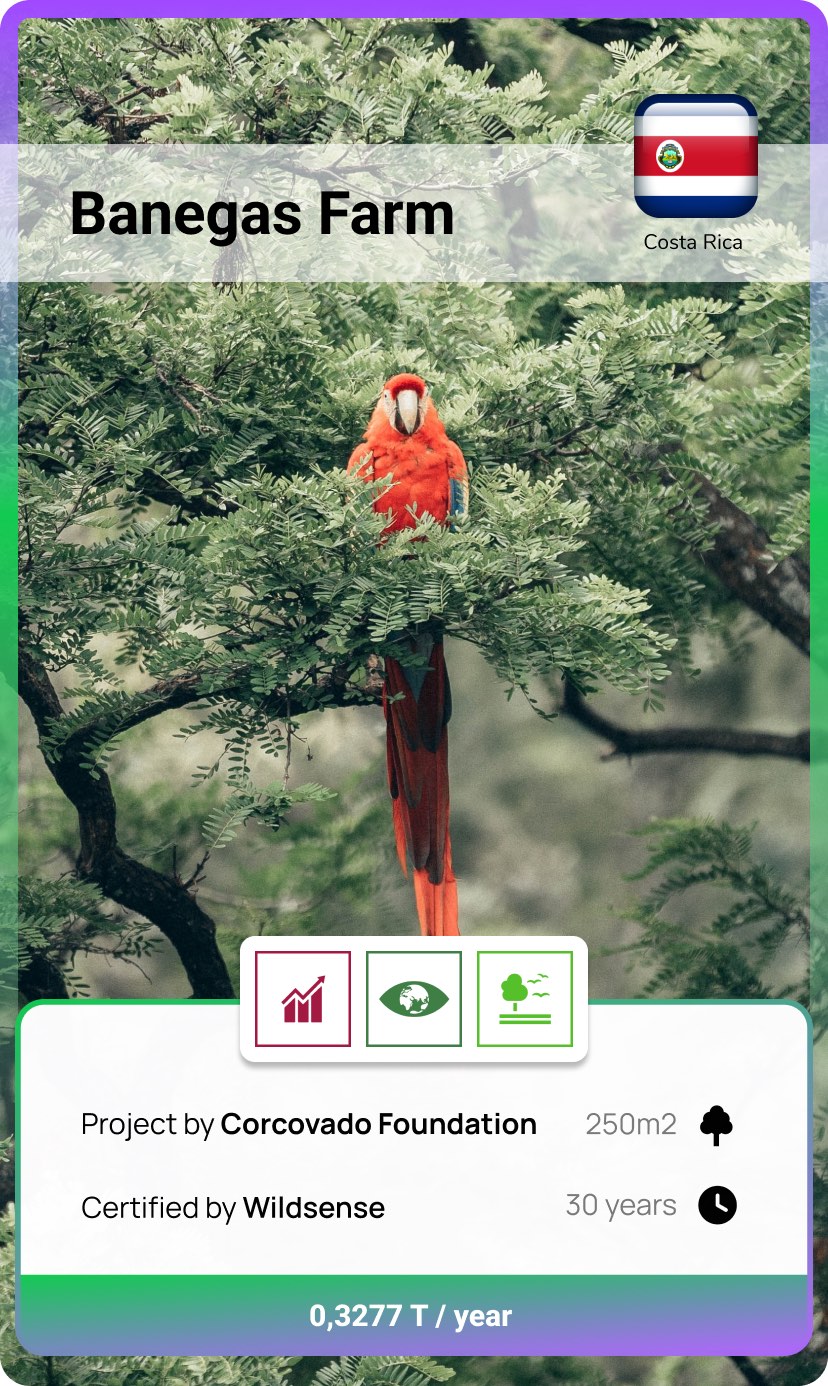 Banegas Farm
Costa Rica
Project by Corcovado Foundation 250m2
Certified by Wildsense 30 years
0,3277 T / year